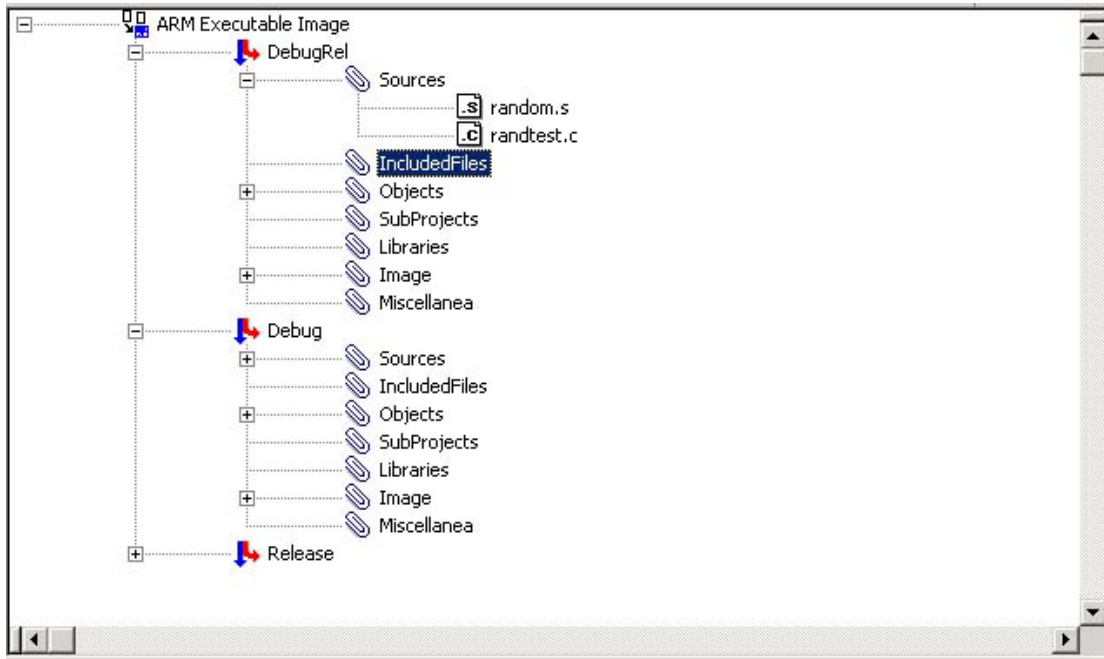 ARM Executable Image
DebugRel
Sources
.S random.s
.C randtest.c
IncludedFiles
Objects
SubProjects
Libraries
Image
Miscellanea
Debug
Sources
IncludedFiles
Objects
SubProjects
Libraries
Image
Miscellanea
Release